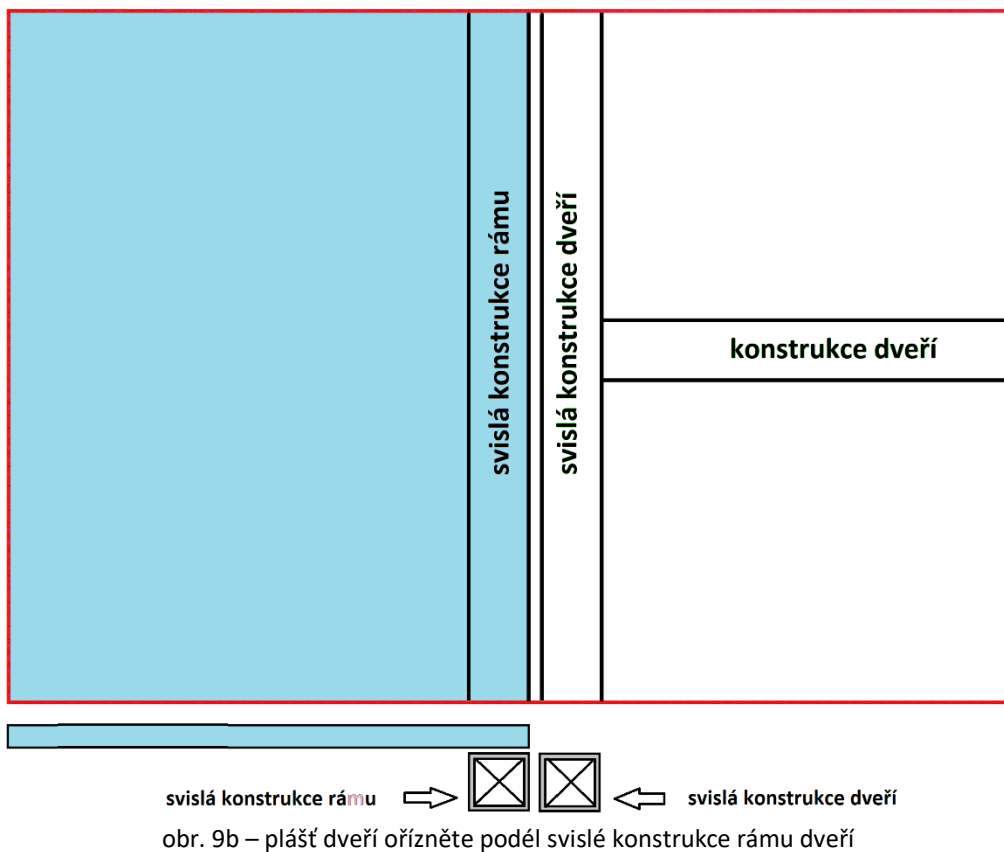 svislá konstrukce rámu
svislá konstrukce dveří
konstrukce dveří
svislá konstrukce rámu
svislá konstrukce dveří
obr. 9b – plášť dveří ořízněte podél svislé konstrukce rámu dveří